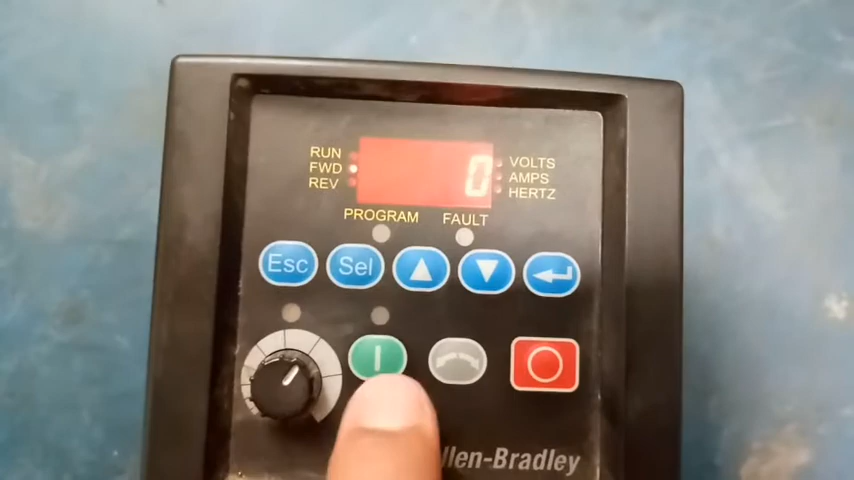 RUN
FWD
REV
0
VOLTS
AMPS
HERTZ
PROGRAM
FAULT
Esc
Sel
llen-Bradley